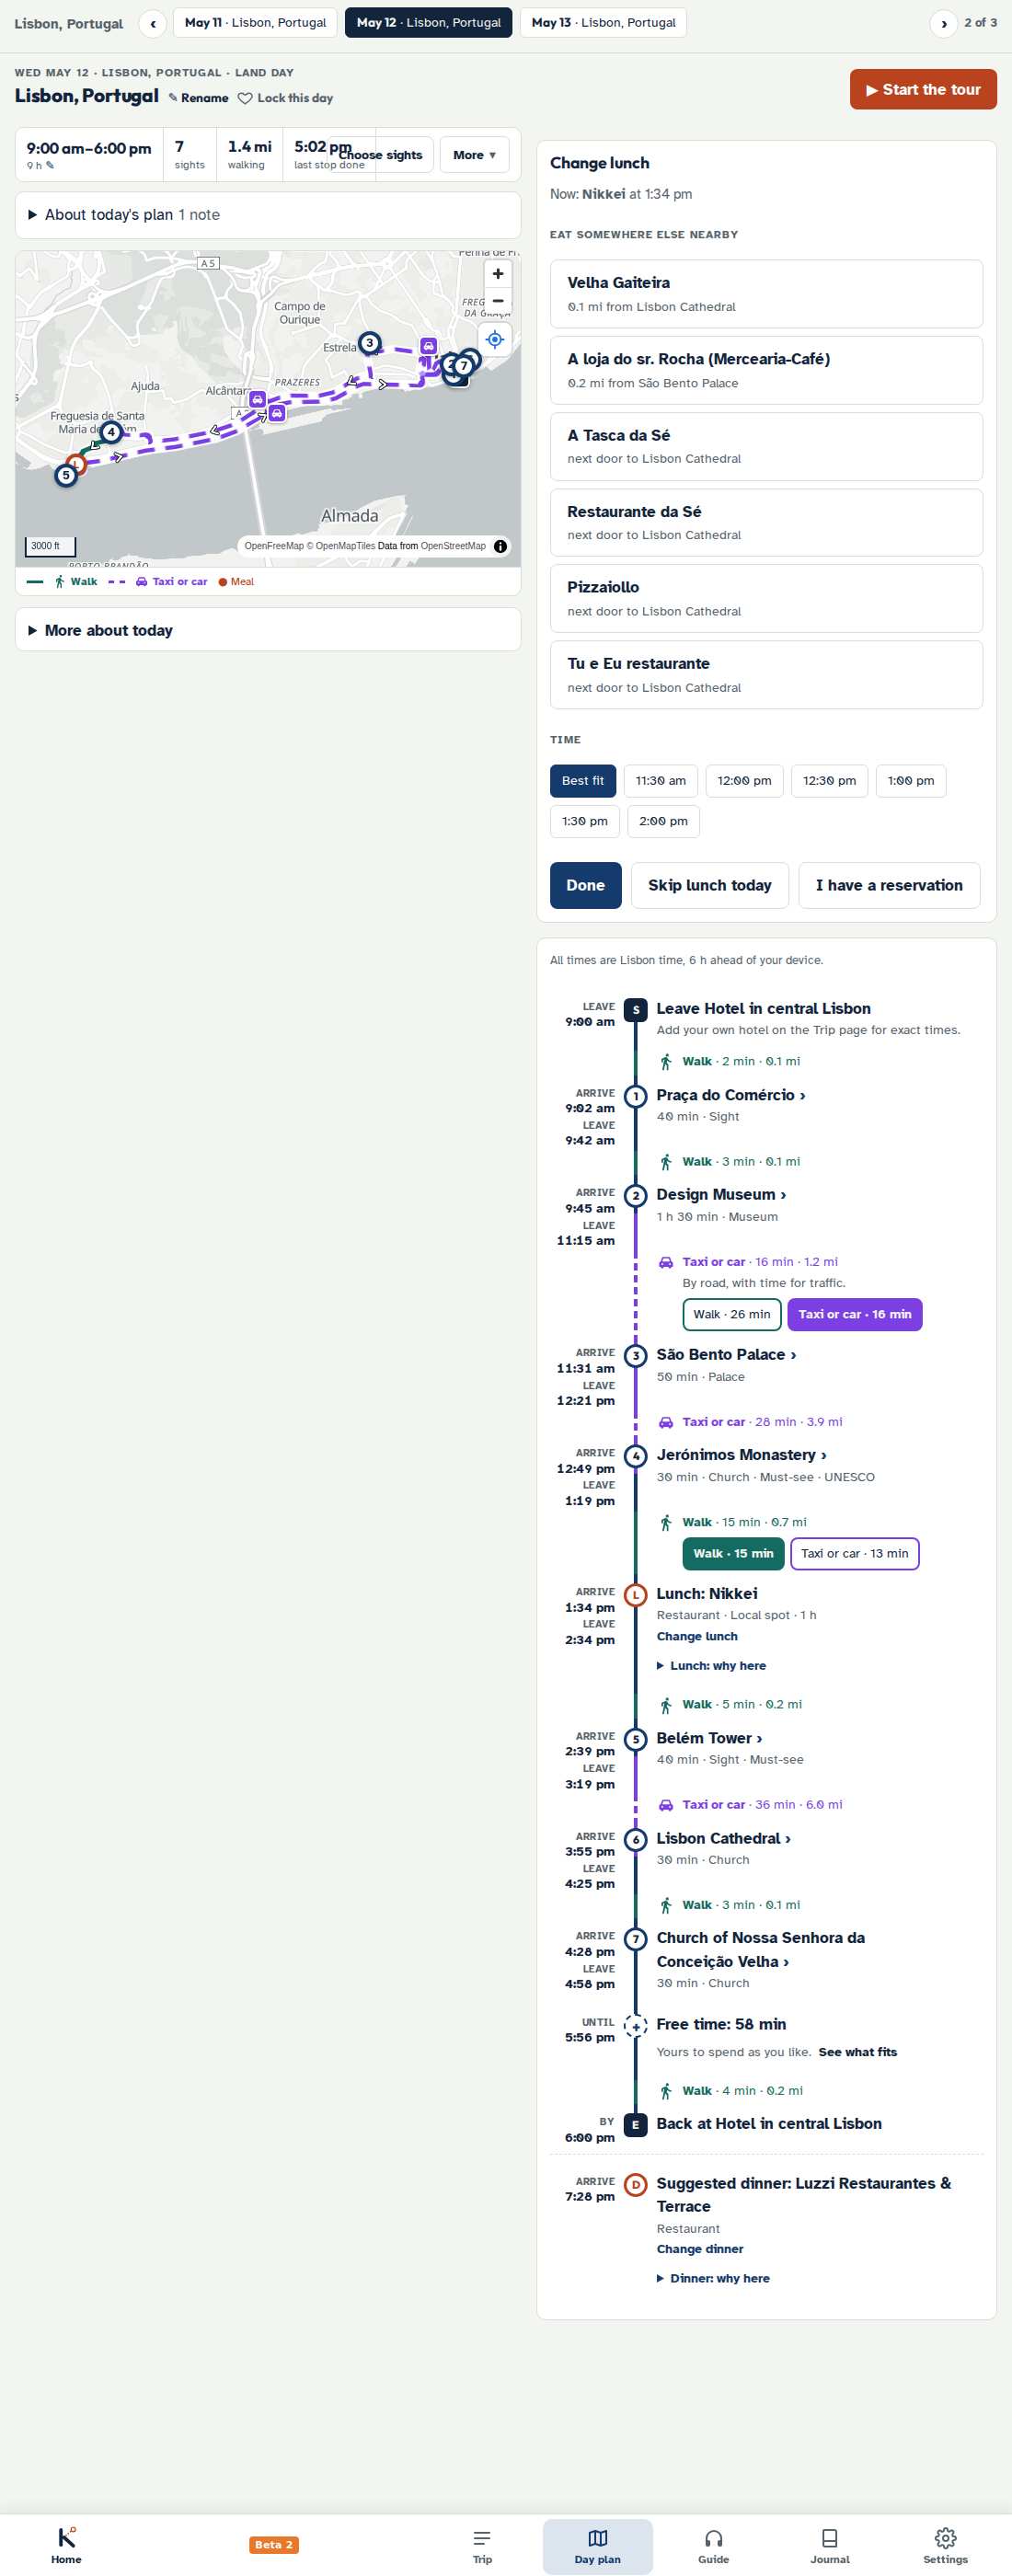 Lisbon, Portugal
‹
May 11 · Lisbon, Portugal
May 12 · Lisbon, Portugal
May 13 · Lisbon, Portugal
›
2 of 3
WED MAY 12 · LISBON, PORTUGAL · LAND DAY
Lisbon, Portugal
✎ Rename
Lock this day
▶ Start the tour
9:00 am–6:00 pm
9 h ✎
7
sights
1.4 mi
walking
5:02 pm
last stop done
Choose sights
More ▼
▶ About today's plan 1 note
A 5
Campo de
Ourique
Estrela
PRAZERES
Ajuda
Freguesia de Santa
DA GRAÇA
Almada
3
7
4
5
+
−
3000 ft
OpenFreeMap © OpenMapTiles Data from OpenStreetMap
Walk
Taxi or car
Meal
▶ More about today
Change lunch
Now: Nikkei at 1:34 pm
EAT SOMEWHERE ELSE NEARBY
Velha Gaiteira
0.1 mi from Lisbon Cathedral
A loja do sr. Rocha (Mercearia-Café)
0.2 mi from São Bento Palace
A Tasca da Sé
next door to Lisbon Cathedral
Restaurante da Sé
next door to Lisbon Cathedral
Pizzaiollo
next door to Lisbon Cathedral
Tu e Eu restaurante
next door to Lisbon Cathedral
TIME
Best fit
11:30 am
12:00 pm
12:30 pm
1:00 pm
1:30 pm
2:00 pm
Done
Skip lunch today
I have a reservation
All times are Lisbon time, 6 h ahead of your device.
LEAVE
9:00 am
S
Leave Hotel in central Lisbon
Add your own hotel on the Trip page for exact times.
Walk · 2 min · 0.1 mi
ARRIVE
9:02 am
LEAVE
9:42 am
1
Praça do Comércio ›
40 min · Sight
Walk · 3 min · 0.1 mi
ARRIVE
9:45 am
LEAVE
11:15 am
2
Design Museum ›
1 h 30 min · Museum
Taxi or car · 16 min · 1.2 mi
By road, with time for traffic.
Walk · 26 min
Taxi or car · 16 min
ARRIVE
11:31 am
LEAVE
12:21 pm
3
São Bento Palace ›
50 min · Palace
Taxi or car · 28 min · 3.9 mi
ARRIVE
12:49 pm
LEAVE
1:19 pm
4
Jerónimos Monastery ›
30 min · Church · Must-see · UNESCO
Walk · 15 min · 0.7 mi
Walk · 15 min
Taxi or car · 13 min
ARRIVE
1:34 pm
LEAVE
2:34 pm
L
Lunch: Nikkei
Restaurant · Local spot · 1 h
Change lunch
▶ Lunch: why here
Walk · 5 min · 0.2 mi
ARRIVE
2:39 pm
LEAVE
3:19 pm
5
Belém Tower ›
40 min · Sight · Must-see
Taxi or car · 36 min · 6.0 mi
ARRIVE
3:55 pm
LEAVE
4:25 pm
6
Lisbon Cathedral ›
30 min · Church
Walk · 3 min · 0.1 mi
ARRIVE
4:28 pm
LEAVE
4:58 pm
7
Church of Nossa Senhora da
Conceição Velha ›
30 min · Church
UNTIL
5:56 pm
+
Free time: 58 min
Yours to spend as you like. See what fits
Walk · 4 min · 0.2 mi
BY
6:00 pm
E
Back at Hotel in central Lisbon
ARRIVE
7:28 pm
D
Suggested dinner: Luzzi Restaurantes &
Terrace
Restaurant
Change dinner
▶ Dinner: why here
Home
Beta 2
Trip
Day plan
Guide
Journal
Settings